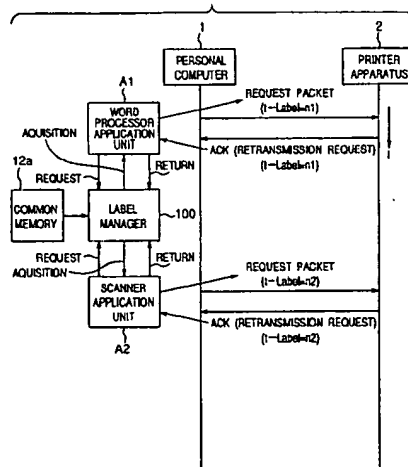 1
2
PERSONAL
COMPUTER
PRINTER
APPARATUS
A1
WORD
PROCESSOR
APPLICATION
UNIT
REQUEST PACKET
(t-Label=n1)
AQUISITION
ACK (RETRANSMISSION REQUEST)
(t-Label=n1)
12a
REQUEST
RETURN
COMMON
MEMORY
LABEL
MANAGER
100
REQUEST
AQUISITION
RETURN
SCANNER
APPLICATION
UNIT
REQUEST PACKET
(t-Label=n2)
ACK (RETRANSMISSION REQUEST)
(t-Label=n2)
A2